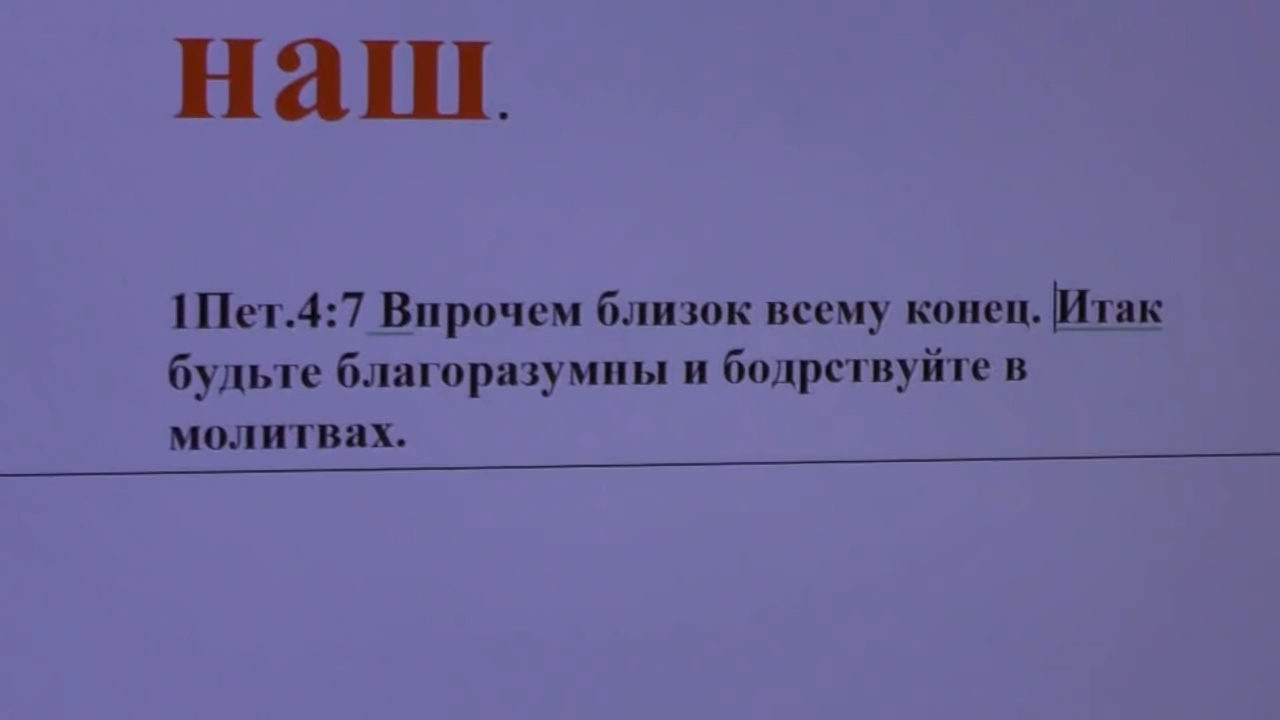 наш.
1Пет.4:7 Впрочем близок всему конец. Итак
будьте благоразумны и бодрствуйте в
молитвах.